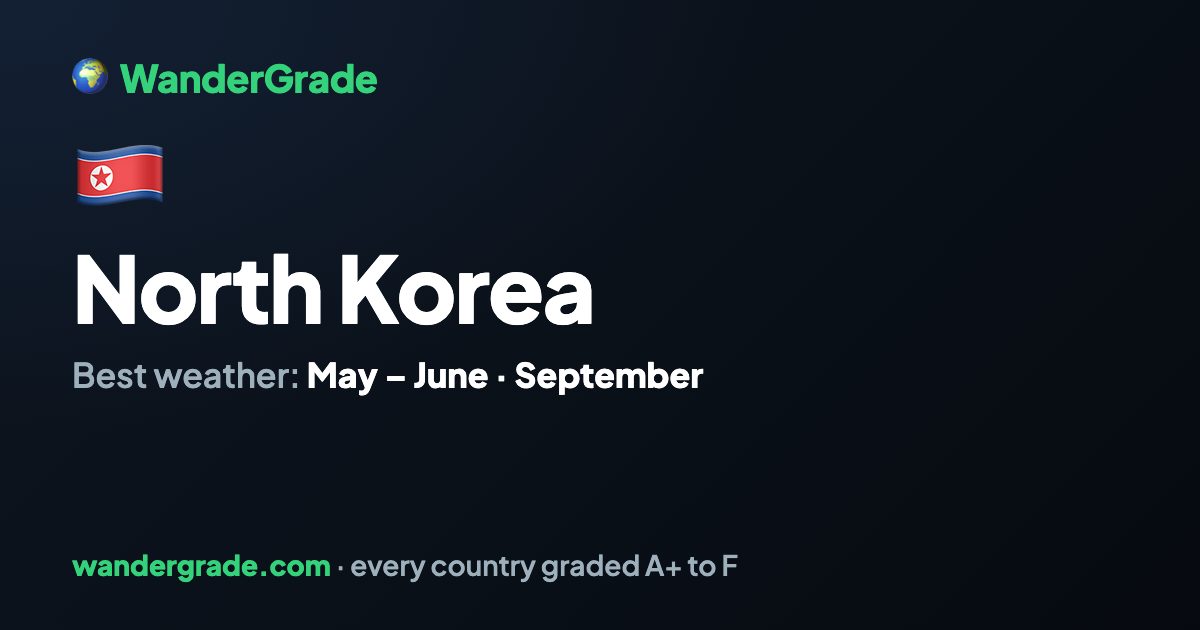 WanderGrade
North Korea
Best weather: May – June · September
wandergrade.com · every country graded A+ to F